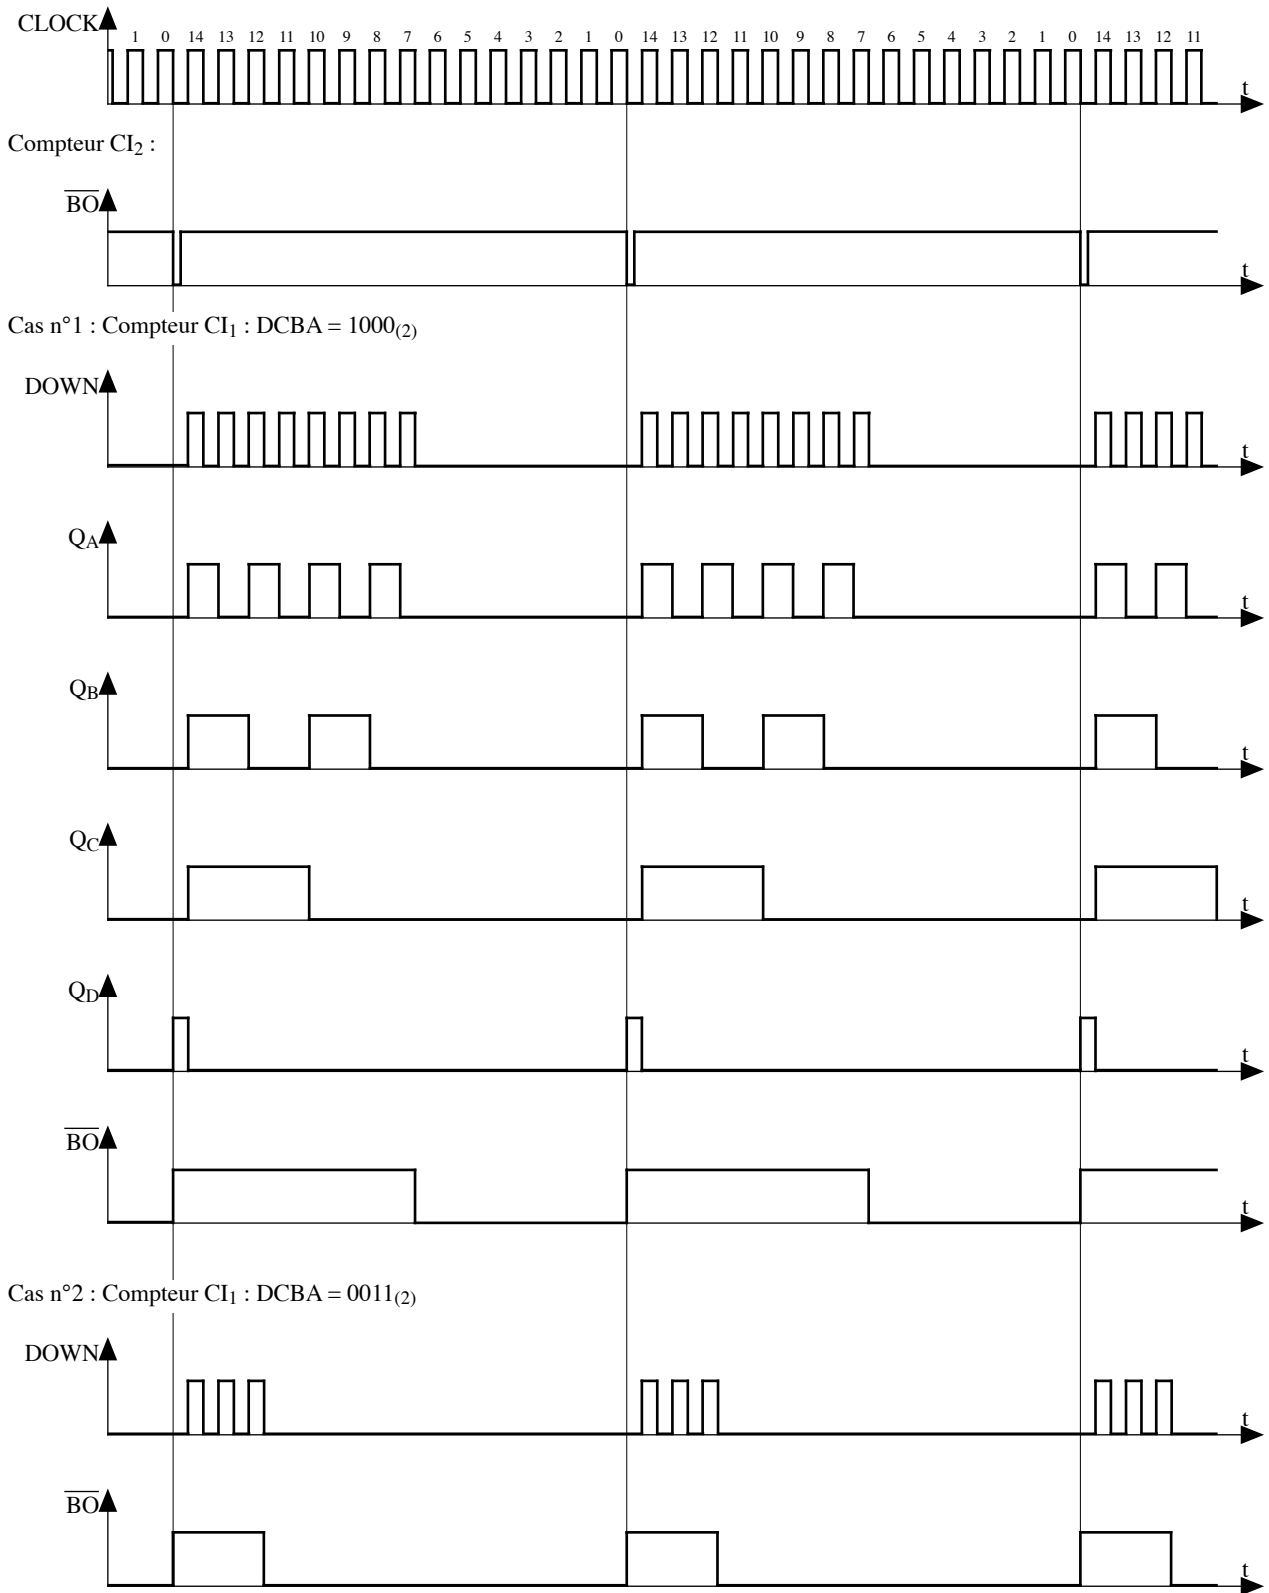 CLOCK
1 0 14 13 12 11 10 9 8 7 6 5 4 3 2 1 0 14 13 12 11 10 9 8 7 6 5 4 3 2 1 0 14 13 12 11
t
Compteur CI2 :
BO
t
Cas n°1 : Compteur CI1 : DCBA = 1000(2)
DOWN
t
QA
t
QB
t
QC
t
QD
t
BO
t
Cas n°2 : Compteur CI1 : DCBA = 0011(2)
DOWN
t
BO
t